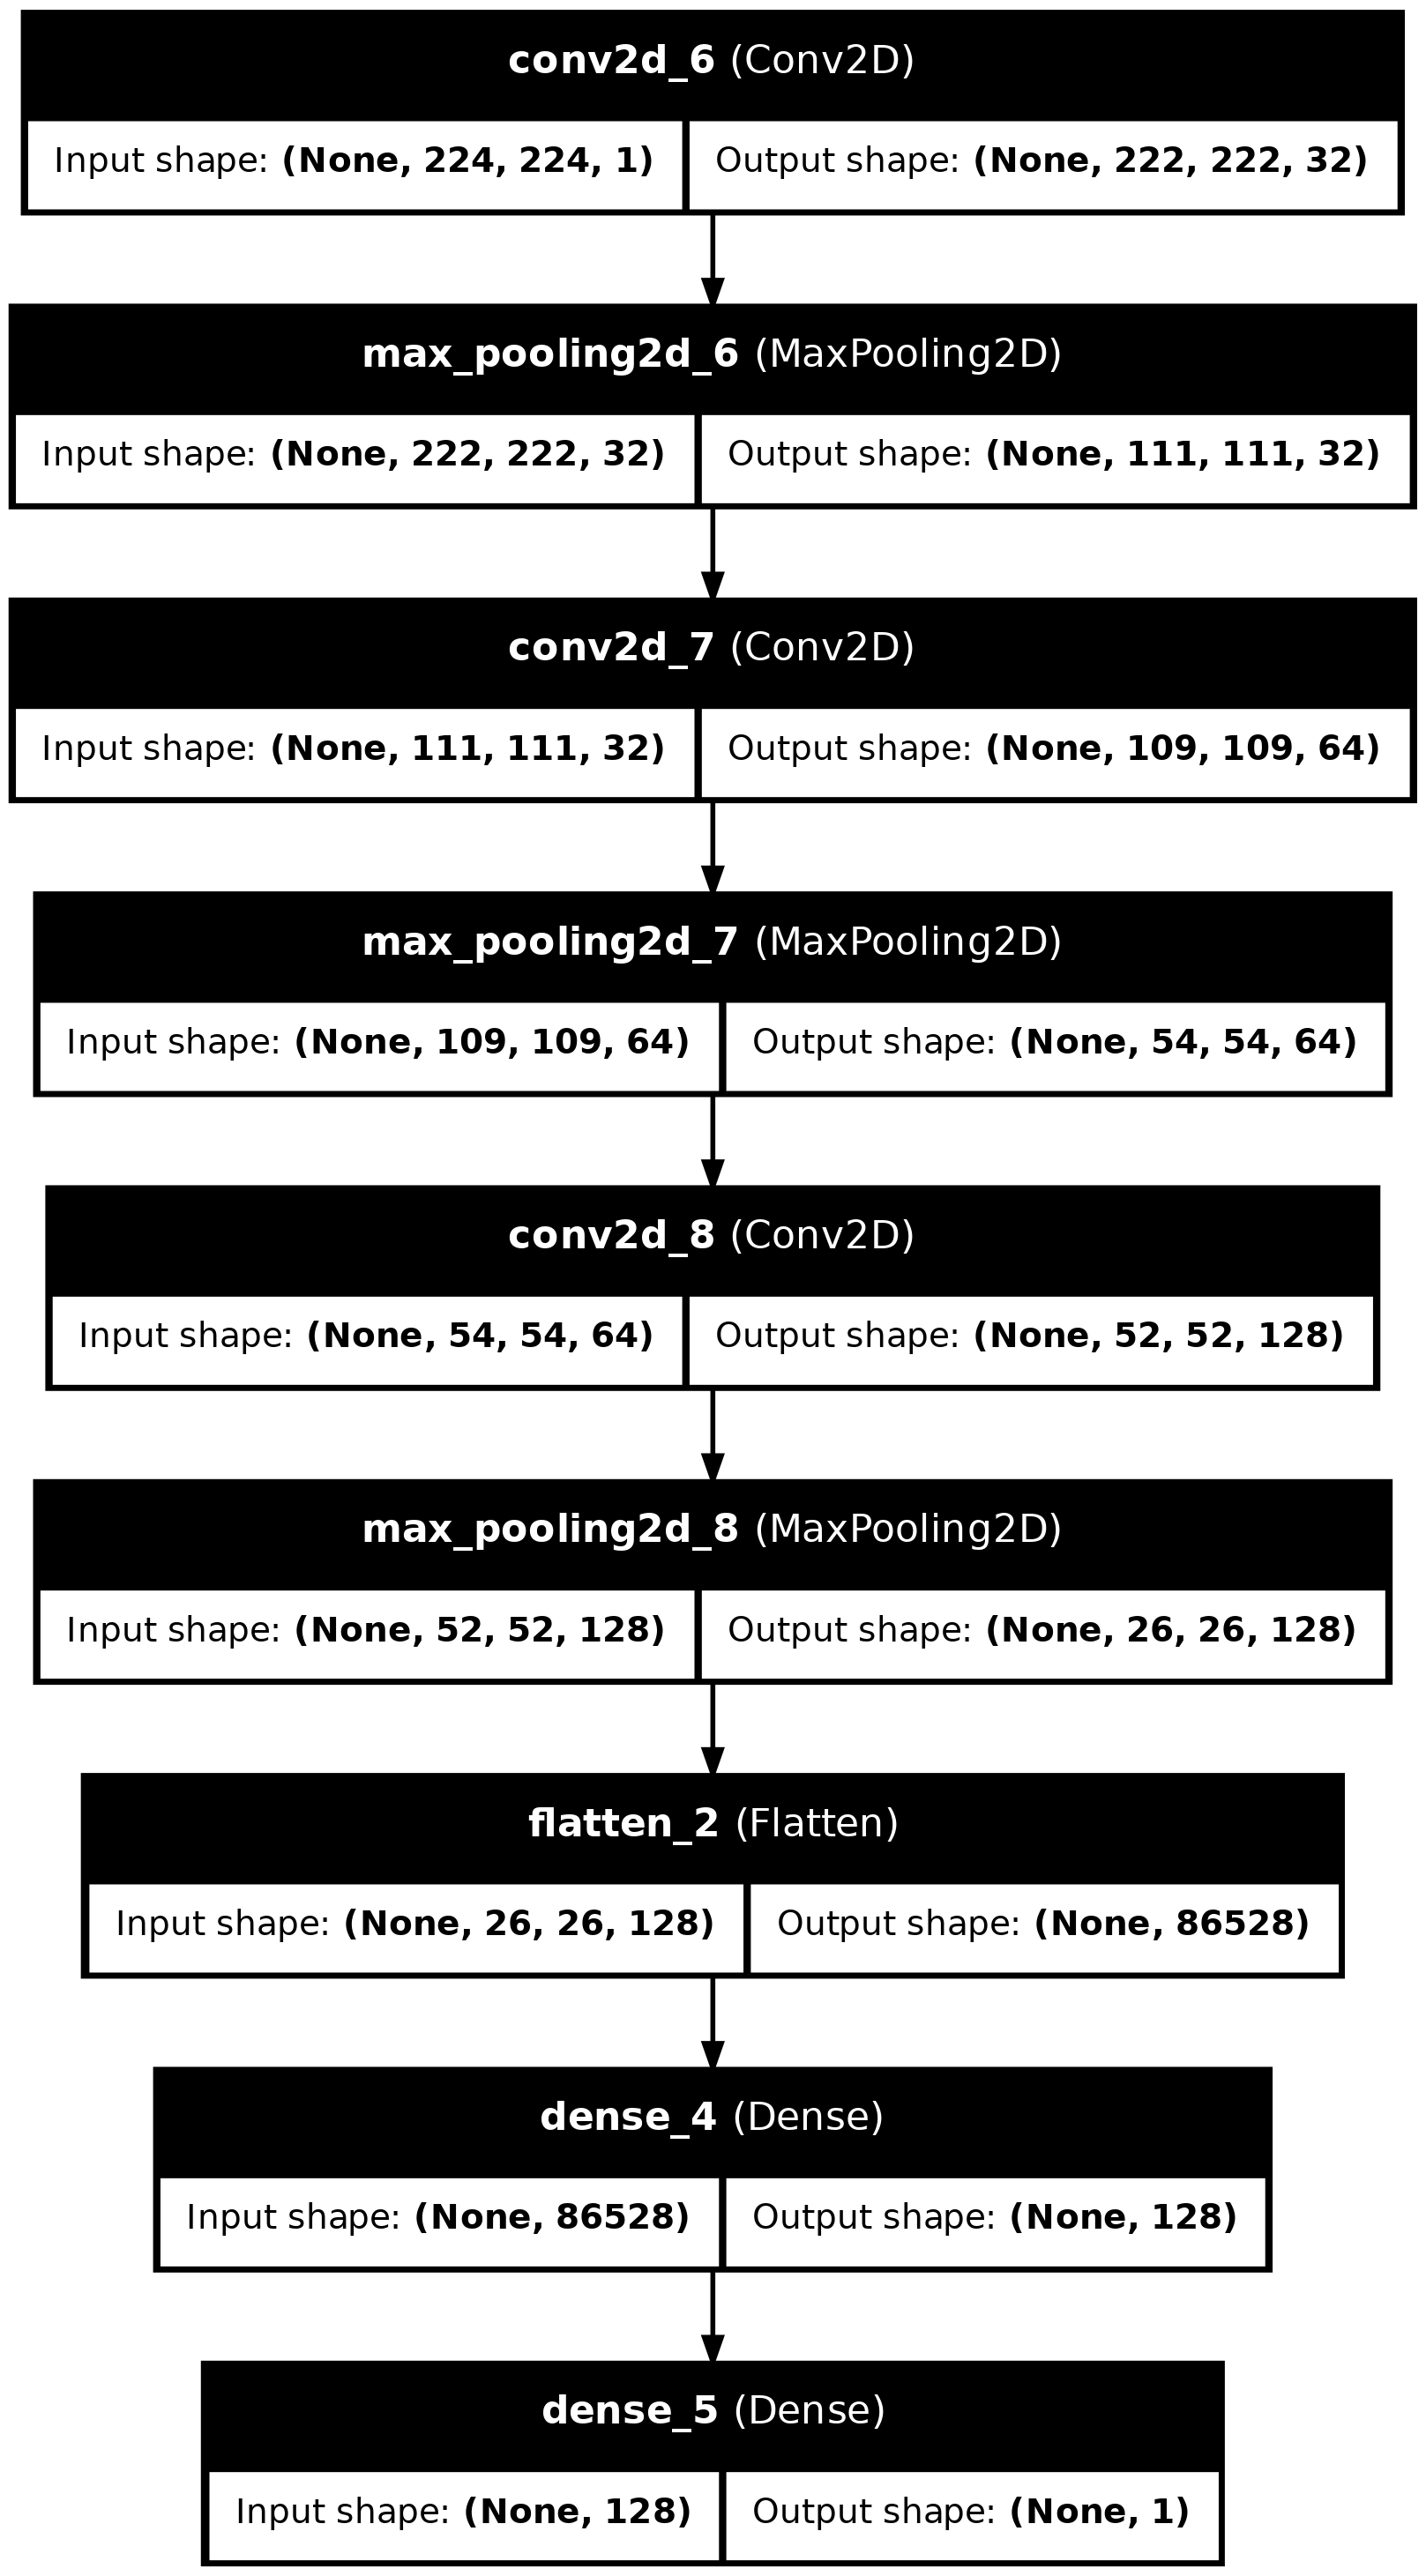 conv2d_6 (Conv2D)
Input shape: (None, 224, 224, 1) Output shape: (None, 222, 222, 32)
max_pooling2d_6 (MaxPooling2D)
Input shape: (None, 222, 222, 32) Output shape: (None, 111, 111, 32)
conv2d_7 (Conv2D)
Input shape: (None, 111, 111, 32) Output shape: (None, 109, 109, 64)
max_pooling2d_7 (MaxPooling2D)
Input shape: (None, 109, 109, 64) Output shape: (None, 54, 54, 64)
conv2d_8 (Conv2D)
Input shape: (None, 54, 54, 64) Output shape: (None, 52, 52, 128)
max_pooling2d_8 (MaxPooling2D)
Input shape: (None, 52, 52, 128) Output shape: (None, 26, 26, 128)
flatten_2 (Flatten)
Input shape: (None, 26, 26, 128) Output shape: (None, 86528)
dense_4 (Dense)
Input shape: (None, 86528) Output shape: (None, 128)
dense_5 (Dense)
Input shape: (None, 128) Output shape: (None, 1)